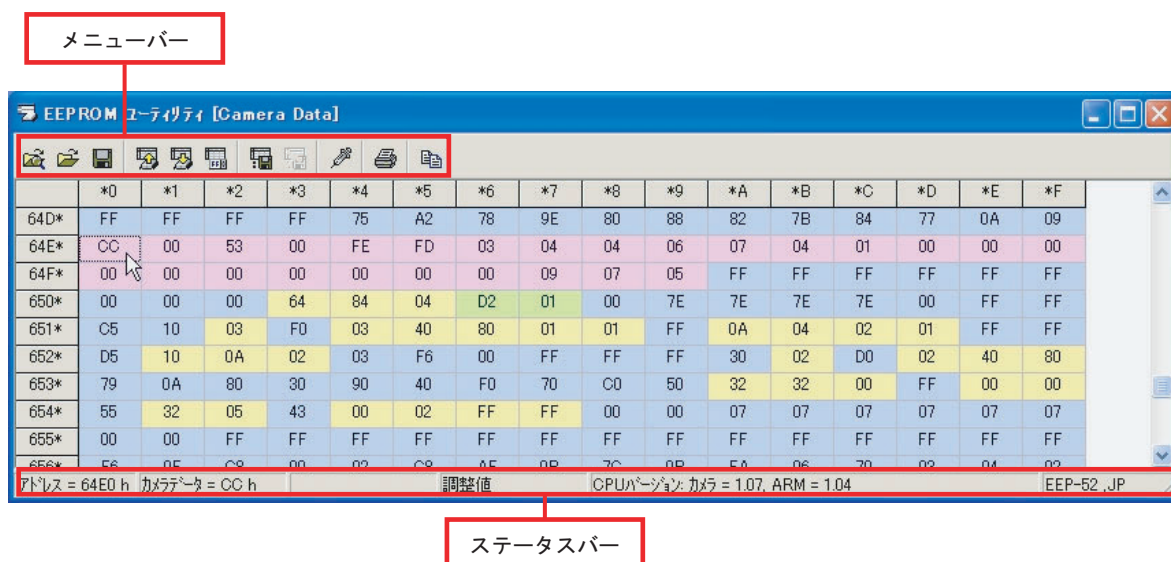 メニューバー
EEPROM ユーティリティ [Camera Data]
*0 *1 *2 *3 *4 *5 *6 *7 *8 *9 *A *B *C *D *E *F
64D* FF FF FF FF 75 A2 78 9E 80 88 82 7B 84 77 0A 09
64E* CC 00 53 00 FE FD 03 04 04 06 07 04 01 00 00 00
64F* 00 00 00 00 00 00 00 09 07 05 FF FF FF FF FF FF
650* 00 00 00 64 84 04 D2 01 00 7E 7E 7E 7E 00 FF FF
651* C5 10 03 F0 03 40 80 01 01 FF 0A 04 02 01 FF FF
652* D5 10 0A 02 03 F6 00 FF FF FF 30 02 D0 02 40 80
653* 79 0A 80 30 90 40 F0 70 C0 50 32 32 00 FF 00 00
654* 55 32 05 43 00 02 FF FF 00 00 07 07 07 07 07 07
655* 00 00 FF FF FF FF FF FF FF FF FF FF FF FF FF FF
アドレス = 64E0 h カメラデータ = CC h 調整値 CPUバージョン: カメラ = 1.07, ARM = 1.04 EEP-52 ,JP
ステータスバー